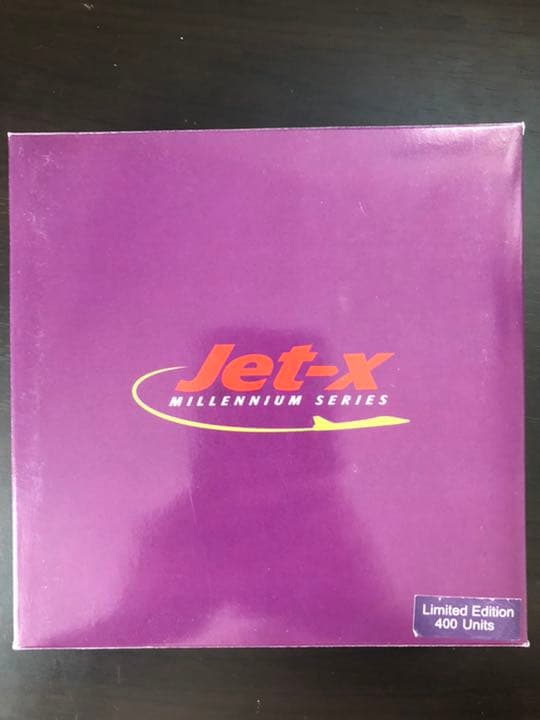 Jet-x
MILLENNIUM SERIES
Limited Edition
400 Units